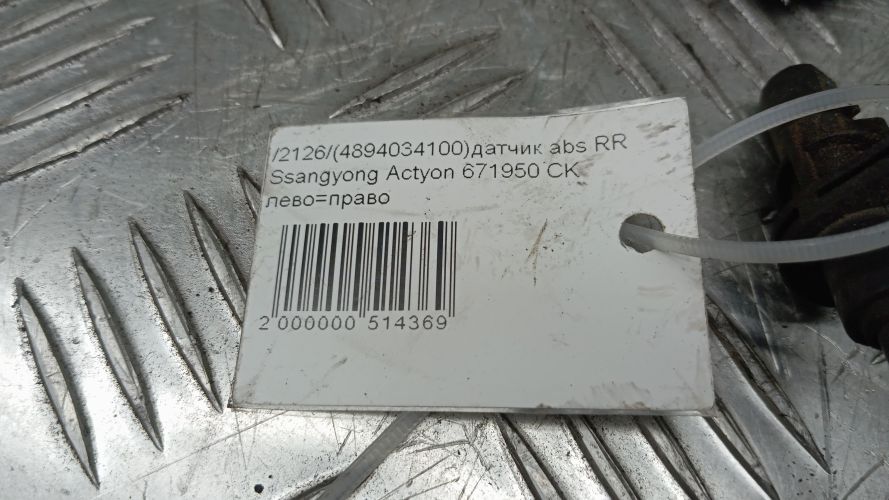 /2126/(4894034100)датчик abs RR
Ssangyong Actyon 671950 CK
лево=право
2 000000 514369